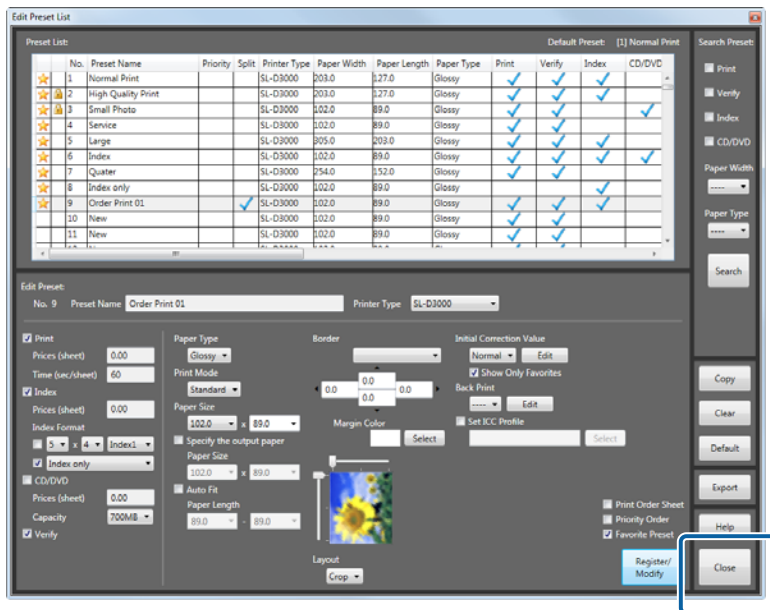 Edit Preset List
Preset List: Default Preset: [1] Normal Print
No. Preset Name Priority Split Printer Type Paper Width Paper Length Paper Type Print Verify Index CD/DVD
1 Normal Print SL-D3000 203.0 127.0 Glossy
2 High Quality Print SL-D3000 203.0 127.0 Glossy
3 Small Photo SL-D3000 102.0 89.0 Glossy
4 Service SL-D3000 102.0 89.0 Glossy
5 Large SL-D3000 305.0 203.0 Glossy
6 Index SL-D3000 102.0 89.0 Glossy
7 Quater SL-D3000 254.0 152.0 Glossy
8 Index only SL-D3000 102.0 89.0 Glossy
9 Order Print 01 SL-D3000 102.0 89.0 Glossy
10 New SL-D3000 102.0 89.0 Glossy
11 New SL-D3000 102.0 89.0 Glossy
Search Preset:
Print
Verify
Index
CD/DVD
Paper Width
----
Paper Type
----
Search
Edit Preset:
No. 9 Preset Name Order Print 01 Printer Type SL-D3000
Print
Prices (sheet) 0.00
Time (sec/sheet) 60
Index
Prices (sheet) 0.00
Index Format
5 x 4 Index1
Index only
CD/DVD
Prices (sheet) 0.00
Capacity 700MB
Verify
Paper Type
Glossy
Print Mode
Standard
Paper Size
102.0 x 89.0
Specify the output paper
Paper Size
102.0 x 89.0
Auto Fit
Paper Length
89.0 - 89.0
Border
0.0
0.0 0.0
0.0
Margin Color
Select
Layout
Crop
Initial Correction Value
Normal Edit
Show Only Favorites
Back Print
---- Edit
Set ICC Profile
Select
Print Order Sheet
Priority Order
Favorite Preset
Register/
Modify
Copy
Clear
Default
Export
Help
Close